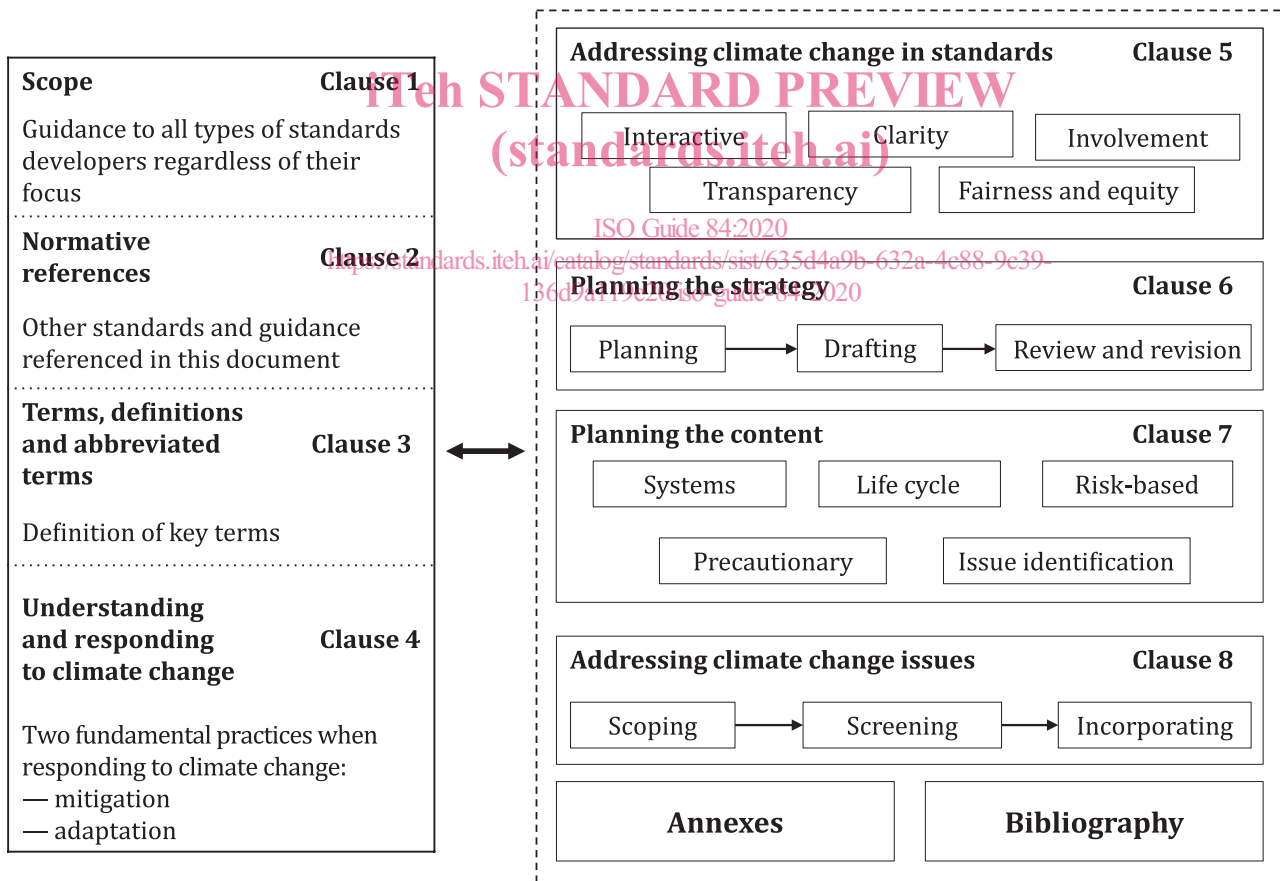 Scope Clause 1
Guidance to all types of standards
developers regardless of their
focus
Normative
references Clause 2
Other standards and guidance
referenced in this document
Terms, definitions
and abbreviated Clause 3
terms
Definition of key terms
Understanding
and responding Clause 4
to climate change
Two fundamental practices when
responding to climate change:
— mitigation
— adaptation
Addressing climate change in standards Clause 5
Interactive Clarity Involvement
Transparency Fairness and equity
Planning the strategy Clause 6
Planning Drafting Review and revision
Planning the content Clause 7
Systems Life cycle Risk-based
Precautionary Issue identification
Addressing climate change issues Clause 8
Scoping Screening Incorporating
Annexes Bibliography
iTeh STANDARD PREVIEW
(standards.iteh.ai)
ISO Guide 84:2020
https://standards.iteh.ai/catalog/standards/sist/635d4a9b-632a-4c88-9c39-